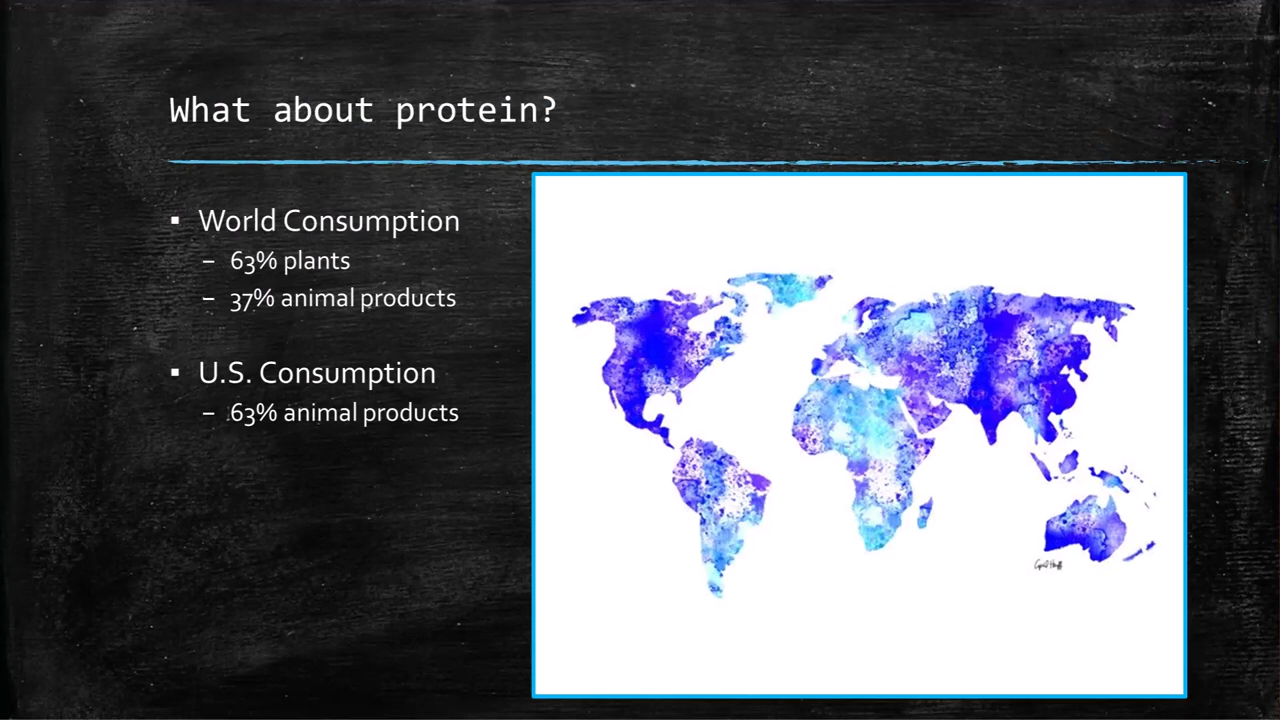 What about protein?
▪ World Consumption
– 63% plants
– 37% animal products
▪ U.S. Consumption
– 63% animal products